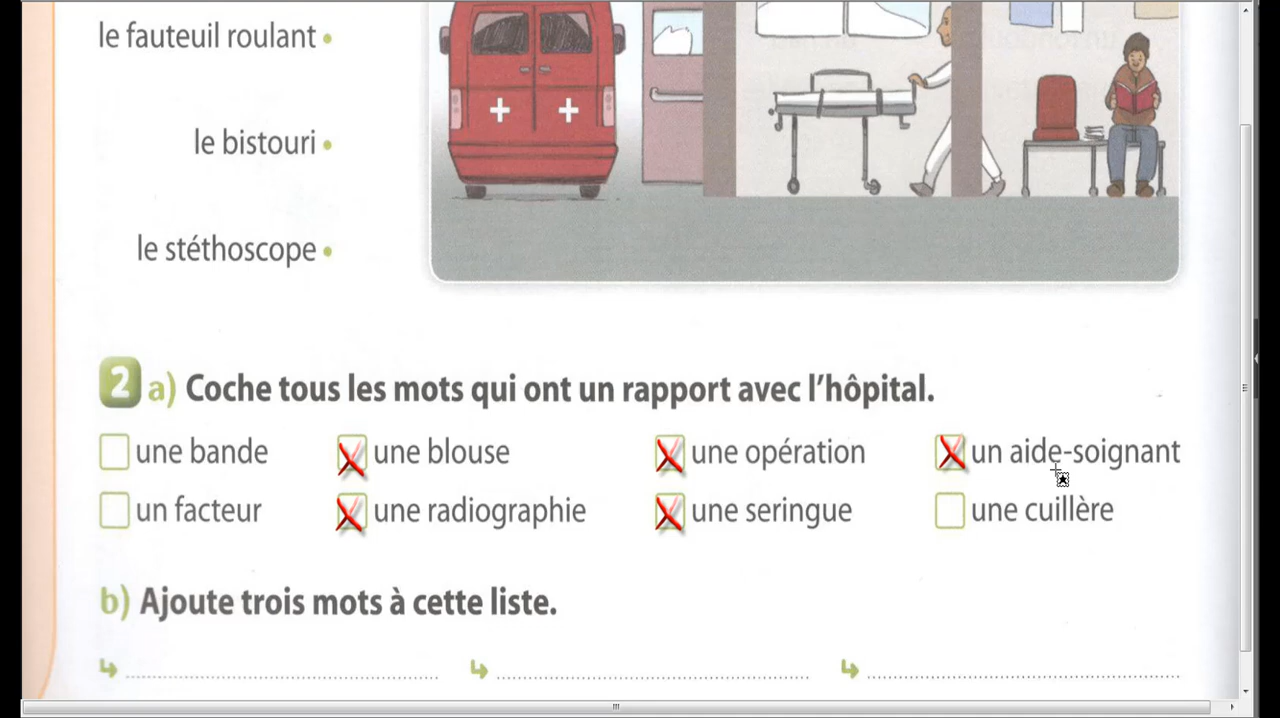 le fauteuil roulant •
le bistouri •
le stéthoscope •
2 a) Coche tous les mots qui ont un rapport avec l'hôpital.
une bande une blouse une opération un aide-soignant
un facteur une radiographie une seringue une cuillère
b) Ajoute trois mots à cette liste.